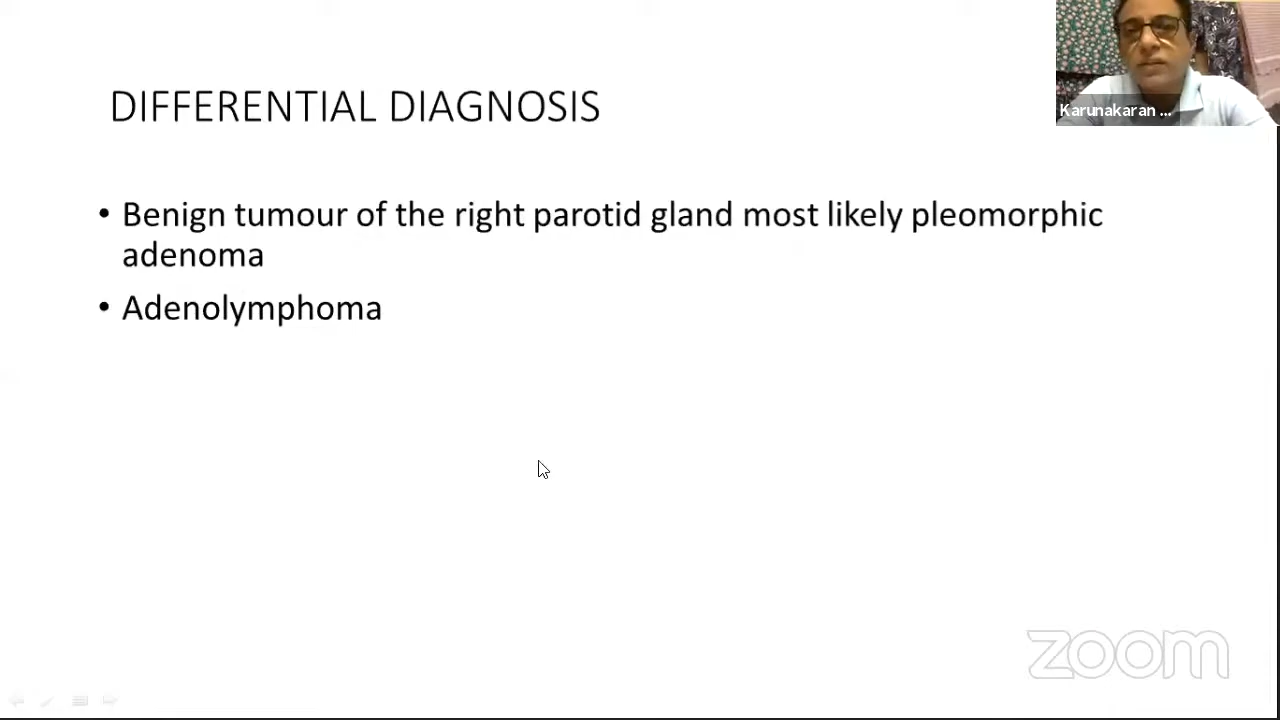 Karunakaran ...
DIFFERENTIAL DIAGNOSIS
• Benign tumour of the right parotid gland most likely pleomorphic
adenoma
• Adenolymphoma
zoom